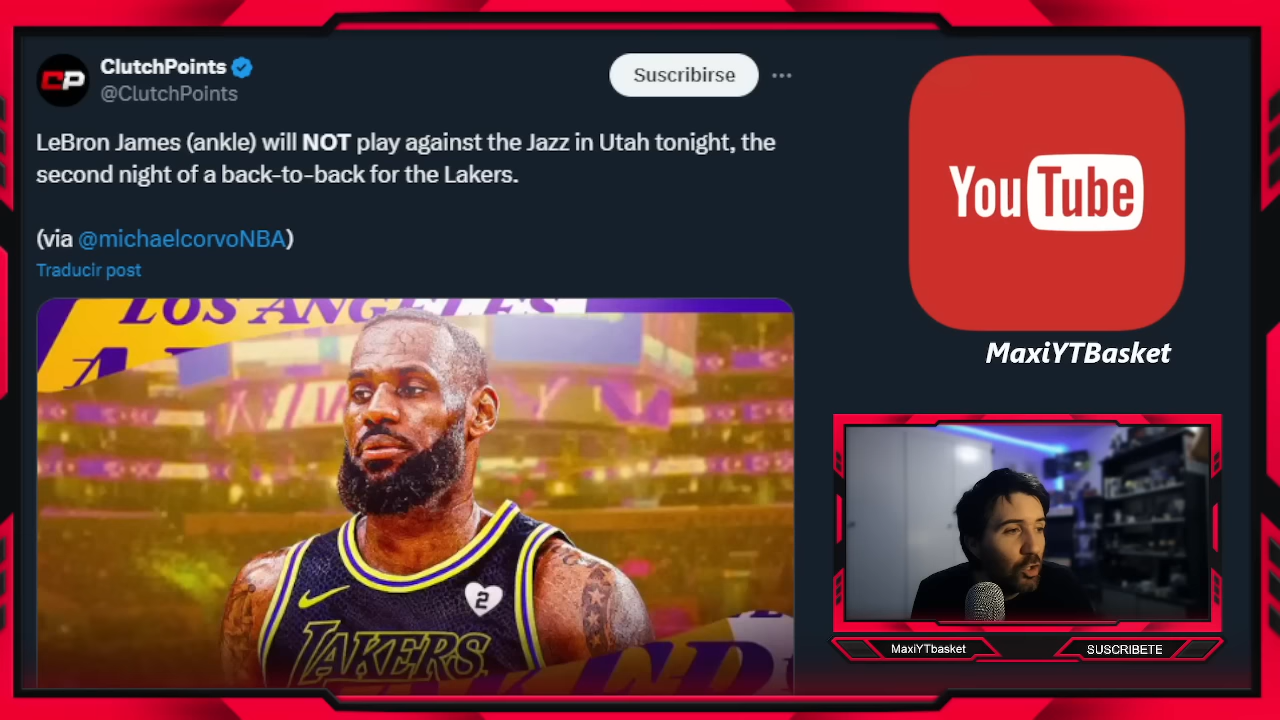 ClutchPoints
@ClutchPoints
Suscribirse
LeBron James (ankle) will NOT play against the Jazz in Utah tonight, the
second night of a back-to-back for the Lakers.
(via @michaelcorvoNBA)
Traducir post
CP
LOS ANGELES
2
LAKERS
YouTube
MaxiYTBasket
MaxiYTbasket
SUSCRIBETE